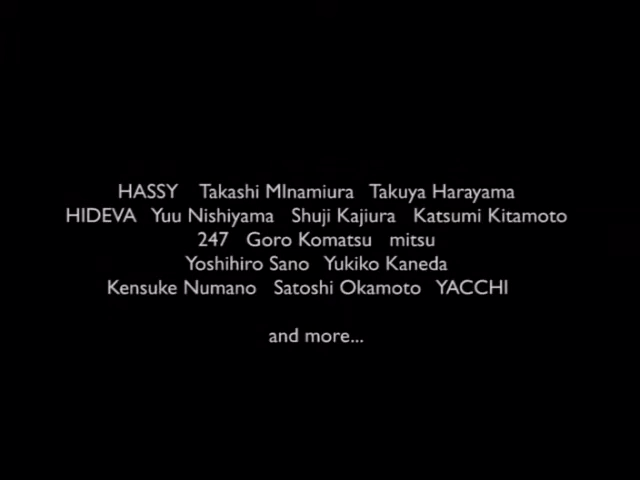 HASSY Takashi MInamiura Takuya Harayama
HIDEVA Yuu Nishiyama Shuji Kajiura Katsumi Kitamoto
247 Goro Komatsu mitsu
Yoshihiro Sano Yukiko Kaneda
Kensuke Numano Satoshi Okamoto YACCHI
and more...